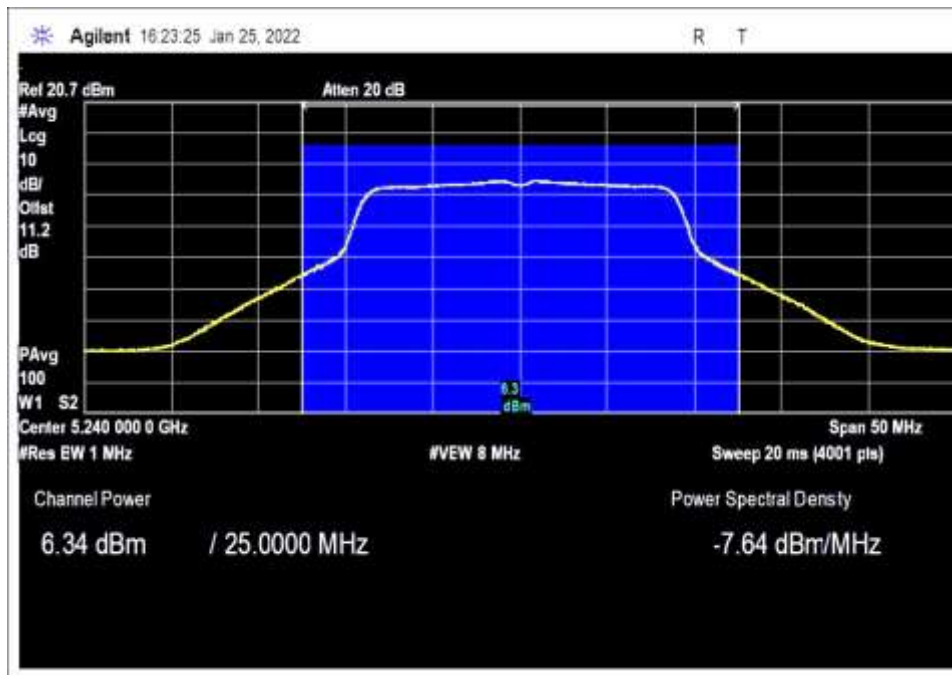 Agilent 16:23:25 Jan 25, 2022 R T
Ref 20.7 dBm Atten 20 dB
#Avg
Log
10
dB/
Offst
11.2
dB
PAvg
100
W1 S2
6.3
dBm
Center 5.240 000 0 GHz Span 50 MHz
#Res BW 1 MHz #VBW 8 MHz Sweep 20 ms (4001 pts)
Channel Power Power Spectral Density
6.34 dBm / 25.0000 MHz -7.64 dBm/MHz